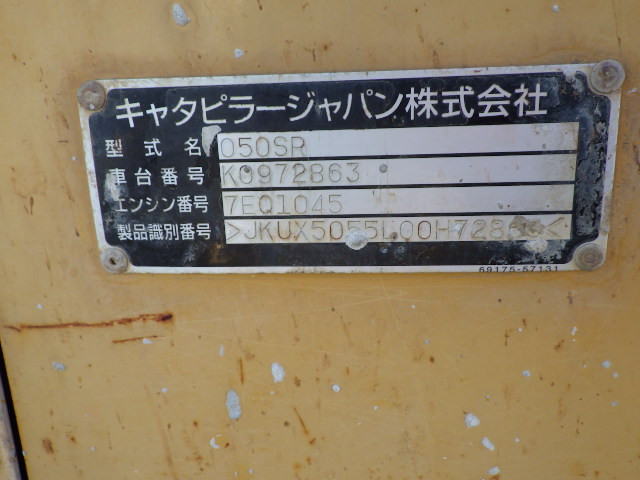 キャタピラージャパン株式会社
型式名 050SR
車台番号 K0972863
エンジン番号 7EQ1045
製品識別番号
69175-57131